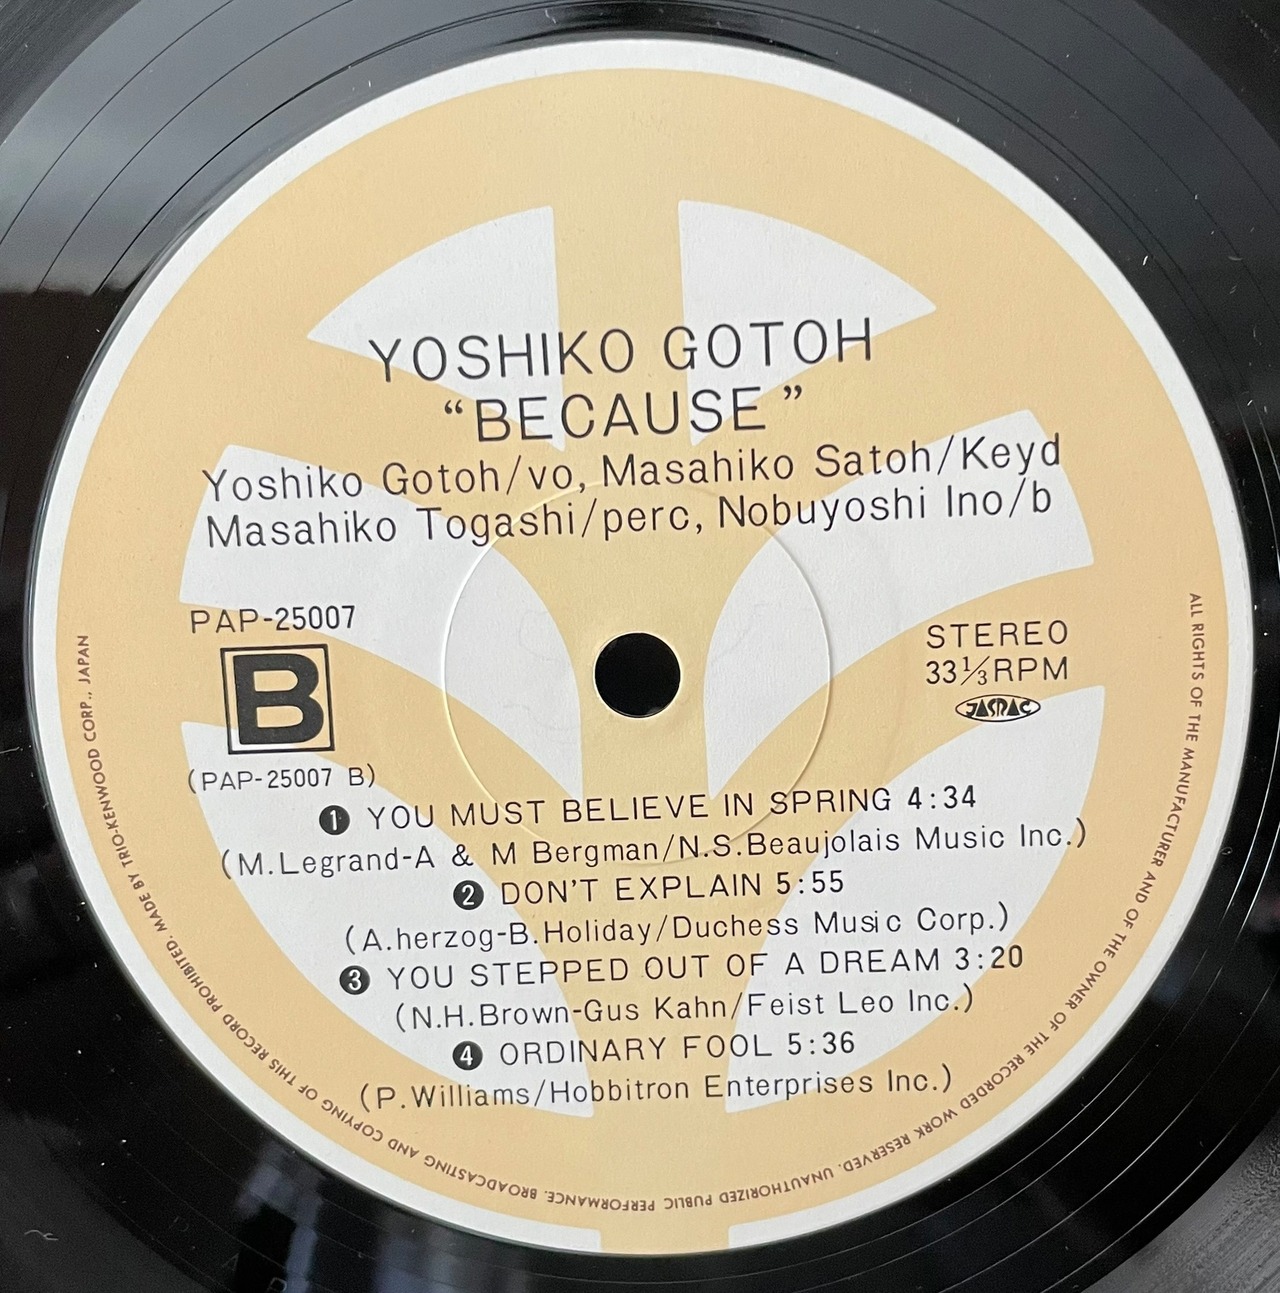 YOSHIKO GOTOH
“BECAUSE”
Yoshiko Gotoh/vo, Masahiko Satoh/Keyd
Masahiko Togashi/perc, Nobuyoshi Ino/b
PAP-25007
B
(PAP-25007 B)
STEREO
33⅓RPM
JASRAC
❶ YOU MUST BELIEVE IN SPRING 4:34
(M.Legrand-A & M Bergman/N.S.Beaujolais Music Inc.)
❷ DON'T EXPLAIN 5:55
(A.herzog-B.Holiday/Duchess Music Corp.)
❸ YOU STEPPED OUT OF A DREAM 3:20
(N.H.Brown-Gus Kahn/Feist Leo Inc.)
❹ ORDINARY FOOL 5:36
(P.Williams/Hobbitron Enterprises Inc.)
ALL RIGHTS OF THE MANUFACTURER AND OF THE OWNER OF THE RECORDED WORK RESERVED. UNAUTHORIZED PUBLIC PERFORMANCE. BROADCASTING AND COPYING OF THIS RECORD PROHIBITED. MADE BY TRIO-KENWOOD CORP., JAPAN